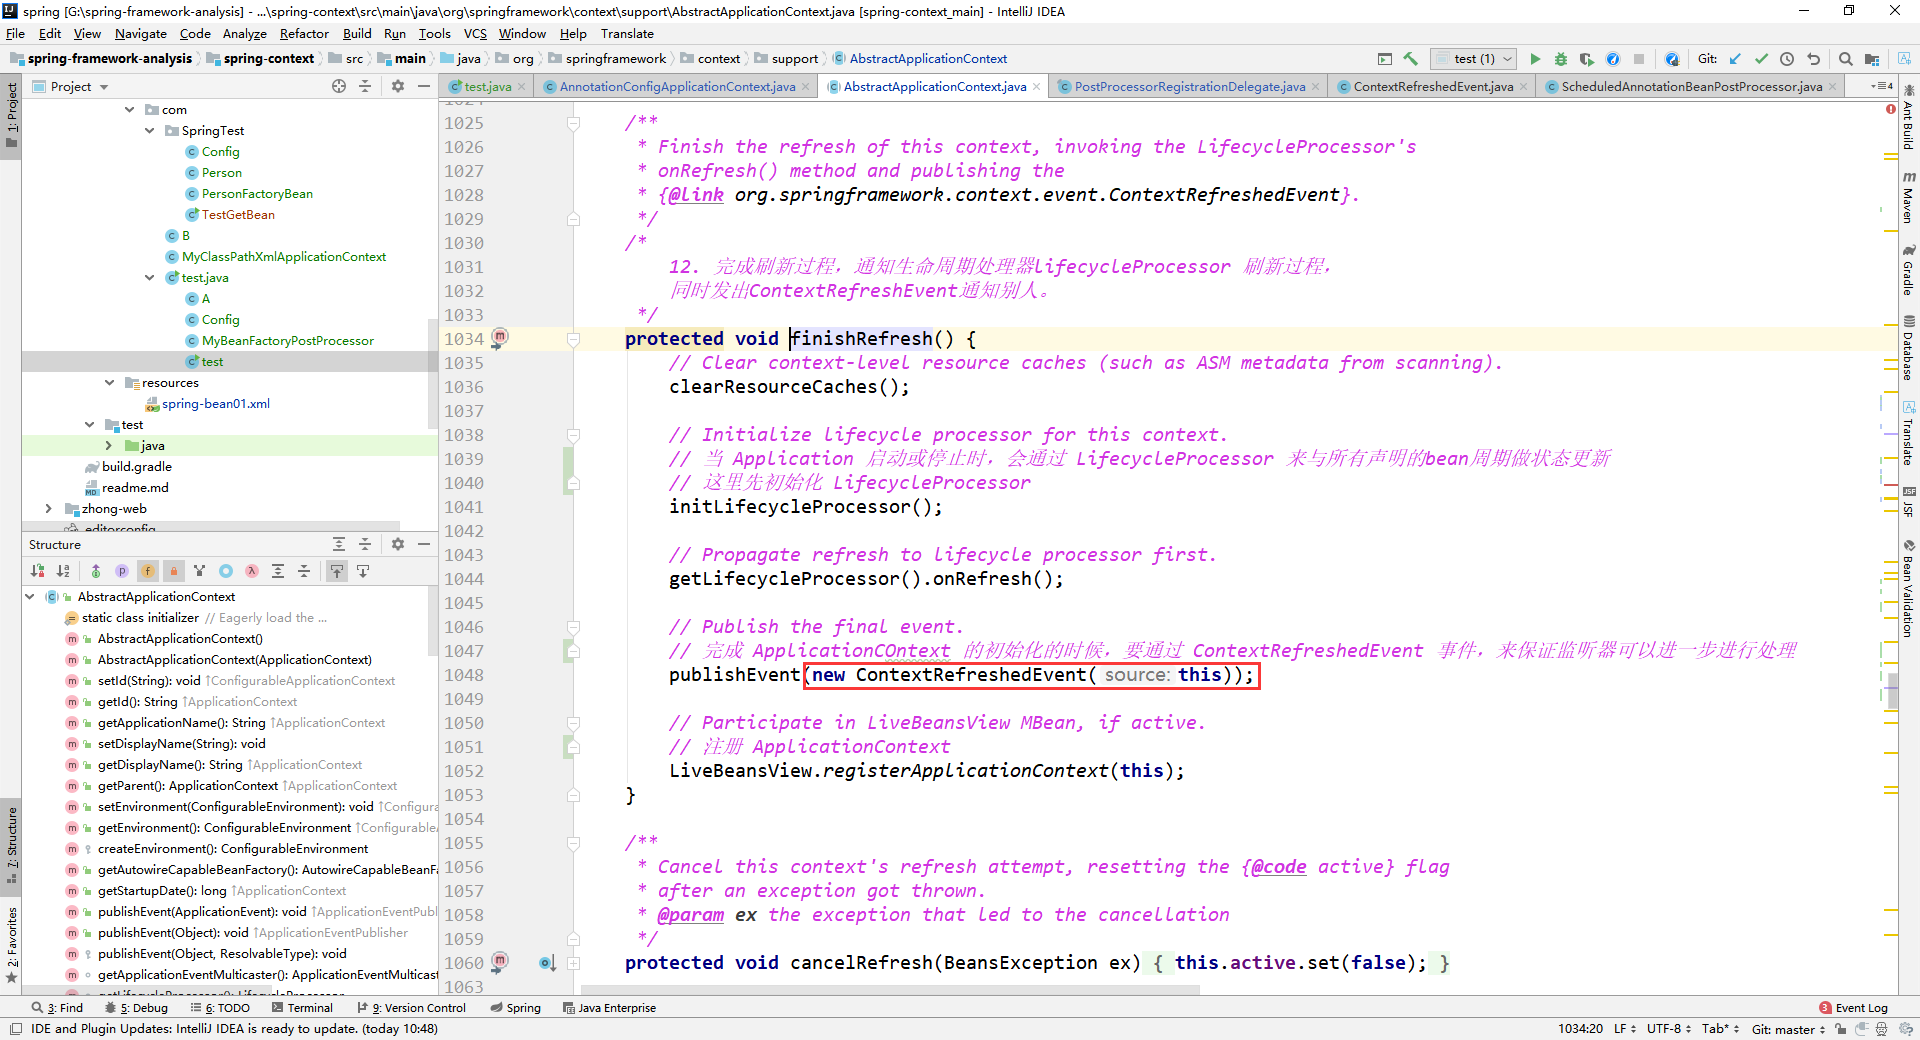 spring [G:\spring-framework-analysis] - ...\spring-context\src\main\java\org\springframework\context\support\AbstractApplicationContext.java [spring-context_main] - IntelliJ IDEA
File Edit View Navigate Code Analyze Refactor Build Run Tools VCS Window Help Translate
spring-framework-analysis spring-context src main java org springframework context support AbstractApplicationContext test (1) Git:
Project
test.java AnnotationConfigApplicationContext.java AbstractApplicationContext.java PostProcessorRegistrationDelegate.java ContextRefreshedEvent.java ScheduledAnnotationBeanPostProcessor.java 4
1: Project
com
SpringTest
Config
Person
PersonFactoryBean
TestGetBean
B
MyClassPathXmlApplicationContext
test.java
A
Config
MyBeanFactoryPostProcessor
test
resources
spring-bean01.xml
test
java
build.gradle
readme.md
zhong-web
.editorconfig
Structure
AbstractApplicationContext
static class initializer // Eagerly load the ...
AbstractApplicationContext()
AbstractApplicationContext(ApplicationContext)
setId(String): void ↑ConfigurableApplicationContext
getId(): String ↑ApplicationContext
getApplicationName(): String ↑ApplicationContext
setDisplayName(String): void
getDisplayName(): String ↑ApplicationContext
getParent(): ApplicationContext ↑ApplicationContext
setEnvironment(ConfigurableEnvironment): void ↑Configura
getEnvironment(): ConfigurableEnvironment ↑Configurable
createEnvironment(): ConfigurableEnvironment
getAutowireCapableBeanFactory(): AutowireCapableBeanF
getStartupDate(): long ↑ApplicationContext
publishEvent(ApplicationEvent): void ↑ApplicationEventPubl
publishEvent(Object): void ↑ApplicationEventPublisher
publishEvent(Object, ResolvableType): void
getApplicationEventMulticaster(): ApplicationEventMulticast
getLifecycleProcessor(): LifecycleProcessor
7: Structure
2: Favorites
1024
1025 /**
1026 * Finish the refresh of this context, invoking the LifecycleProcessor's
1027 * onRefresh() method and publishing the
1028 * {@link org.springframework.context.event.ContextRefreshedEvent}.
1029 */
1030 /*
1031 12. 完成刷新过程，通知生命周期处理器lifecycleProcessor 刷新过程，
1032 同时发出ContextRefreshEvent通知别人。
1033 */
1034 protected void finishRefresh() {
1035 // Clear context-level resource caches (such as ASM metadata from scanning).
1036 clearResourceCaches();
1037
1038 // Initialize lifecycle processor for this context.
1039 // 当 Application 启动或停止时，会通过 LifecycleProcessor 来与所有声明的bean周期做状态更新
1040 // 这里先初始化 LifecycleProcessor
1041 initLifecycleProcessor();
1042
1043 // Propagate refresh to lifecycle processor first.
1044 getLifecycleProcessor().onRefresh();
1045
1046 // Publish the final event.
1047 // 完成 ApplicationCOntext 的初始化的时候，要通过 ContextRefreshedEvent 事件，来保证监听器可以进一步进行处理
1048 publishEvent(new ContextRefreshedEvent( source: this));
1049
1050 // Participate in LiveBeansView MBean, if active.
1051 // 注册 ApplicationContext
1052 LiveBeansView.registerApplicationContext(this);
1053 }
1054
1055 /**
1056 * Cancel this context's refresh attempt, resetting the {@code active} flag
1057 * after an exception got thrown.
1058 * @param ex the exception that led to the cancellation
1059 */
1060 protected void cancelRefresh(BeansException ex) { this.active.set(false); }
1063
Ant Build
Maven
Gradle
Database
Translate
JSF
Bean Validation
3: Find 5: Debug 6: TODO Terminal 9: Version Control Spring Java Enterprise 3 Event Log
IDE and Plugin Updates: IntelliJ IDEA is ready to update. (today 10:48) 1034:20 LF UTF-8 Tab* Git: master